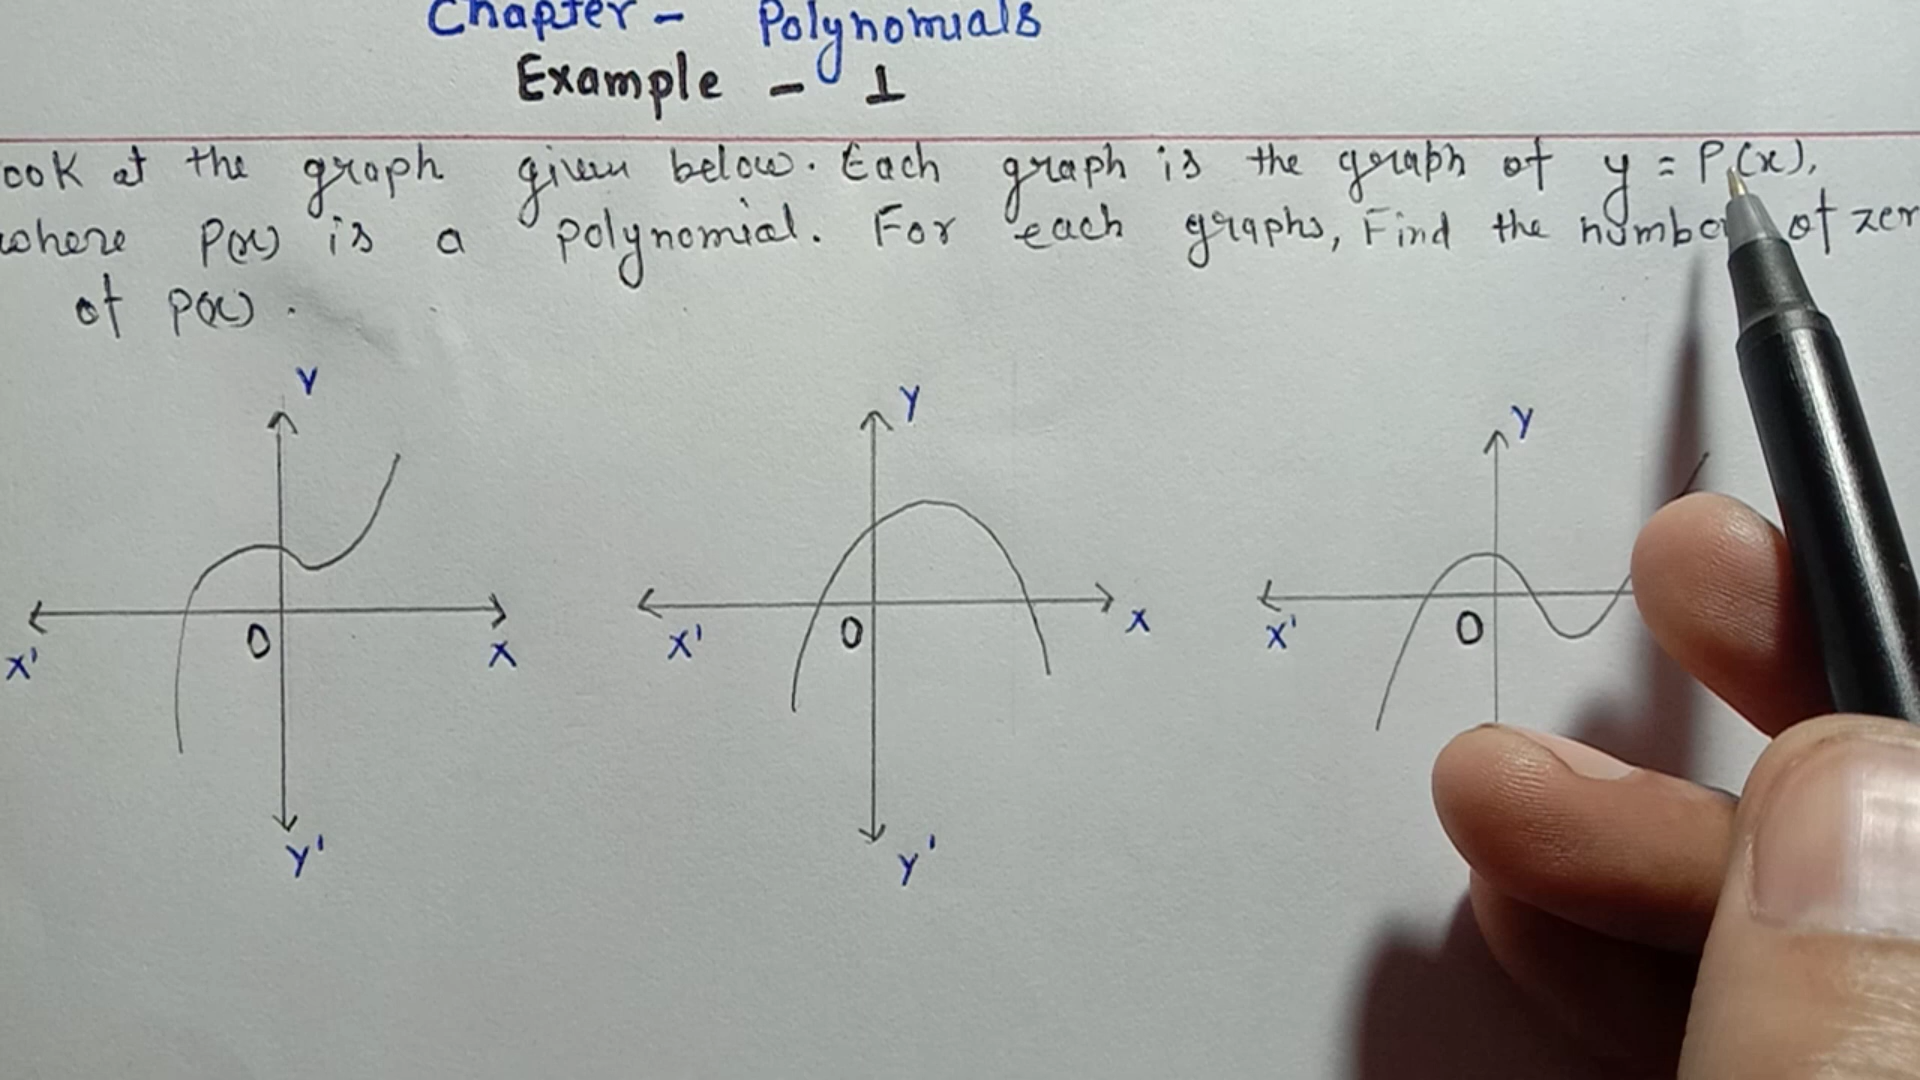 Chapter - Polynomials
Example - 1
ook at the graph given below. Each graph is the graph of y = P(x),
where P(x) is a polynomial. For each graphs, Find the number of zer
of P(x).
Y Y Y
X' O X X' O X X' O
Y' Y'